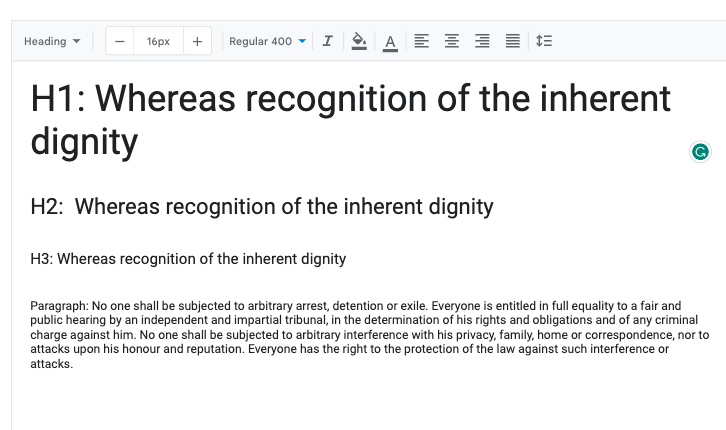 Heading − 16px + Regular 400 I A
H1: Whereas recognition of the inherent
dignity
H2:  Whereas recognition of the inherent dignity
H3: Whereas recognition of the inherent dignity
Paragraph: No one shall be subjected to arbitrary arrest, detention or exile. Everyone is entitled in full equality to a fair and
public hearing by an independent and impartial tribunal, in the determination of his rights and obligations and of any criminal
charge against him. No one shall be subjected to arbitrary interference with his privacy, family, home or correspondence, nor to
attacks upon his honour and reputation. Everyone has the right to the protection of the law against such interference or
attacks.